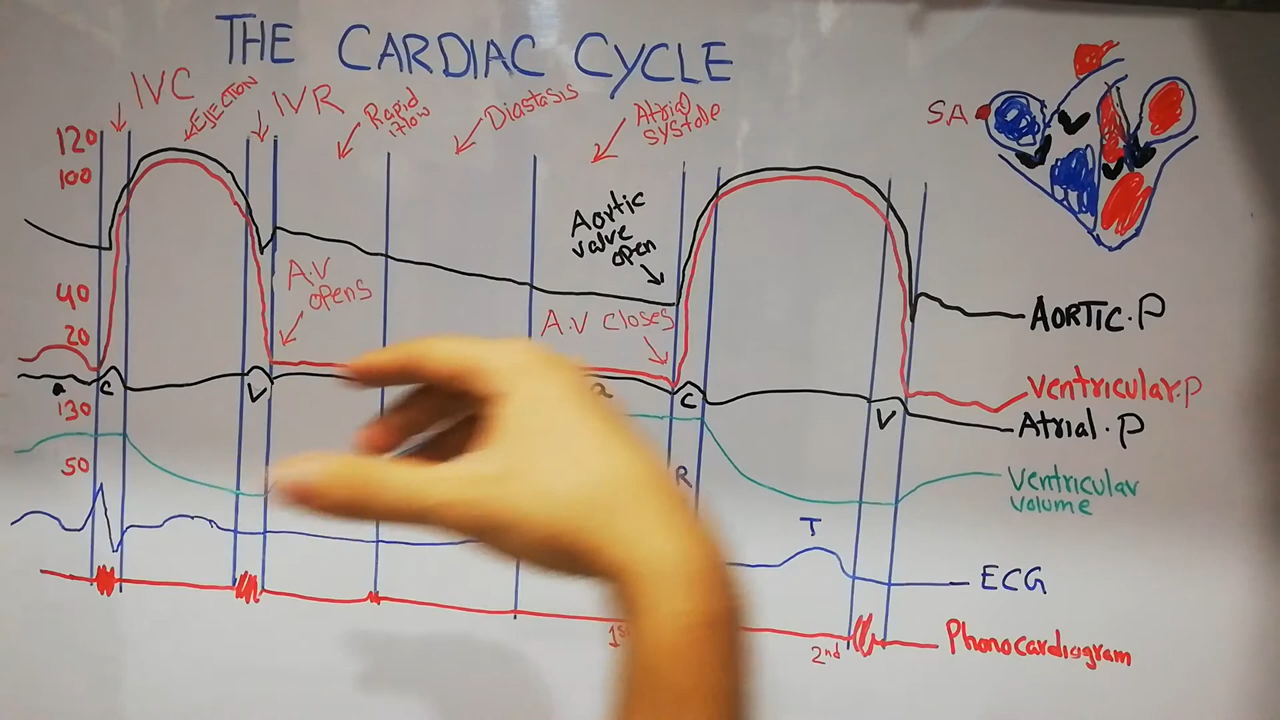 THE CARDIAC CYCLE
IVC
EJECTION
IVR
Rapid
Diastasis
Atrial
systole
SA
120
100
40
20
130
50
A.V
opens
Aortic
valve
open
A.V closes
a
c
V
a
c
V
R
T
1s
2nd
AORTIC.P
Ventricular.P
Atrial.P
Ventricular
volume
ECG
Phonocardiogram